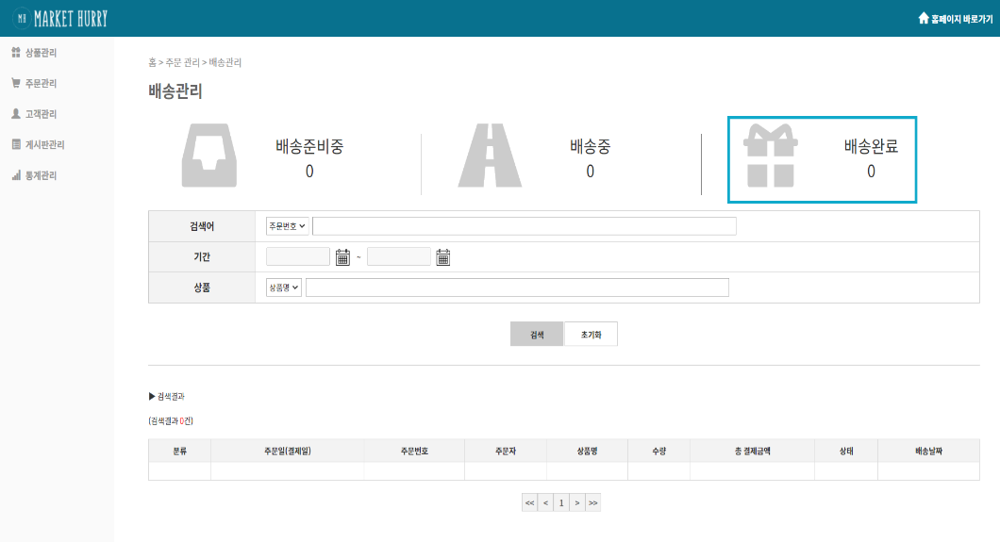 MH MARKET HURRY
홈페이지 바로가기
상품관리
주문관리
고객관리
게시판관리
통계관리
홈 > 주문 관리 > 배송관리
배송관리
배송준비중
0
배송중
0
배송완료
0
검색어 주문번호
기간 ~
상품 상품명
검색 초기화
▶ 검색결과
(검색결과 0건)
분류 주문일(결제일) 주문번호 주문자 상품명 수량 총 결제금액 상태 배송날짜
<< < 1 > >>